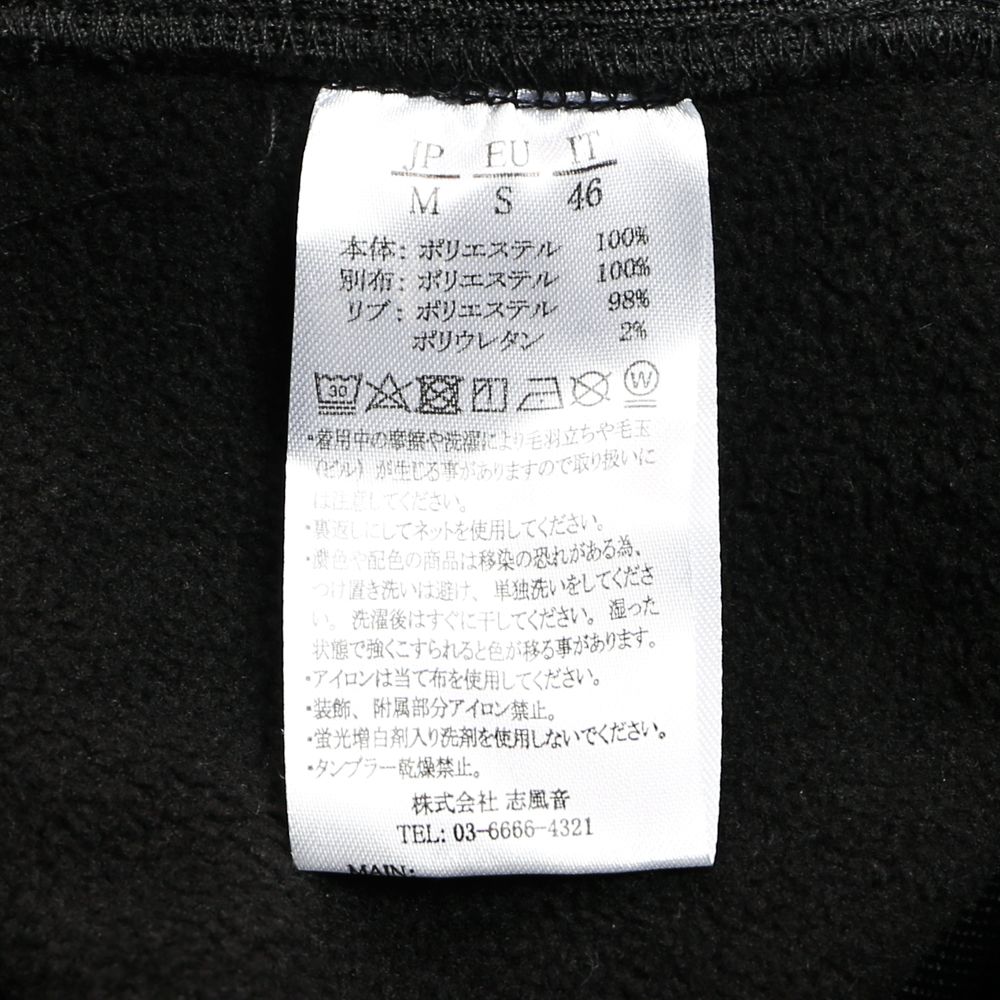 JP EU IT
M S 46
本体: ポリエステル 100%
別布: ポリエステル 100%
リブ: ポリエステル 98%
ポリウレタン 2%
30 W
・着用中の摩擦や洗濯により毛羽立ちや毛玉
(ピル)が生じる事がありますので取り扱いに
は注意してください。
・裏返しにしてネットを使用してください。
・濃色や配色の商品は移染の恐れがある為、
つけ置き洗いは避け、単独洗いをしてくださ
い。洗濯後はすぐに干してください。湿った
状態で強くこすられると色が移る事があります。
・アイロンは当て布を使用してください。
・装飾、附属部分アイロン禁止。
・蛍光増白剤入り洗剤を使用しないでください。
・タンブラー乾燥禁止。
株式会社 志風音
TEL: 03-6666-4321
MAIN: